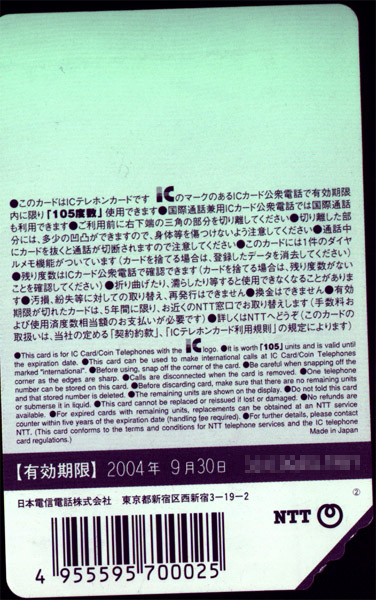 ●このカードはICテレホンカードです ICのマークのあるICカード公衆電話で有効期限
内に限り「105度数」使用できます●国際通話兼用ICカード公衆電話では国際通話
も利用できます●ご利用前に右下端の三角の部分を切り離してください●切り離した部
分には、多少の凹凸ができますので、身体等を傷つけないよう注意してください●通話中
にカードを抜くと通話が切断されますので注意してください●このカードには1件のダイヤ
ルメモ機能がついています(カードを捨てる場合は、登録したデータを消去してください)
●残り度数はICカード公衆電話で確認できます(カードを捨てる場合は、残り度数がない
ことを確認してください)●折り曲げたり、濡らしたり等すると使用できなくなることがありま
す●汚損、紛失等に対しての取り替え、再発行はできません●換金はできません●有効
期限が切れたカードは、5年間に限り、お近くのNTT窓口でお取り替えします(手数料お
よび使用済度数相当額のお支払いが必要です)●詳しくはNTTへどうぞ(このカードの
取扱いは、当社の定める「契約約款」、「ICテレホンカード利用規則」の規定によります)
●This card is for IC Card/Coin Telephones with the IC logo. ●It is worth「105」units and is valid until
the expiration date. ●This card can be used to make international calls at IC Card/Coin Telephones
marked "International". ●Before using, snap off the corner of the card. ●Be careful when snapping off the
corner as the edges are sharp. ●Calls are disconnected when the card is removed. ●One telephone
number can be stored on this card. ●Before discarding card, make sure that there are no remaining units
and that stored number is deleted. ●The remaining units are shown on the display. ●Do not fold this card
or submerse it in liquid. ●This card cannot be replaced or reissued if lost or damaged. ●No refunds are
available. ●For expired cards with remaining units, replacements can be obtained at an NTT service
counter within five years of the expiration date (handling fee required). ●For further details, please contact
NTT. (This card conforms to the terms and conditions for NTT telephone services and the IC telephone
card regulations.) Made in Japan
【有効期限】2004年 9月30日
②
日本電信電話株式会社 東京都新宿区西新宿3-19-2
NTT
4 955595 700025